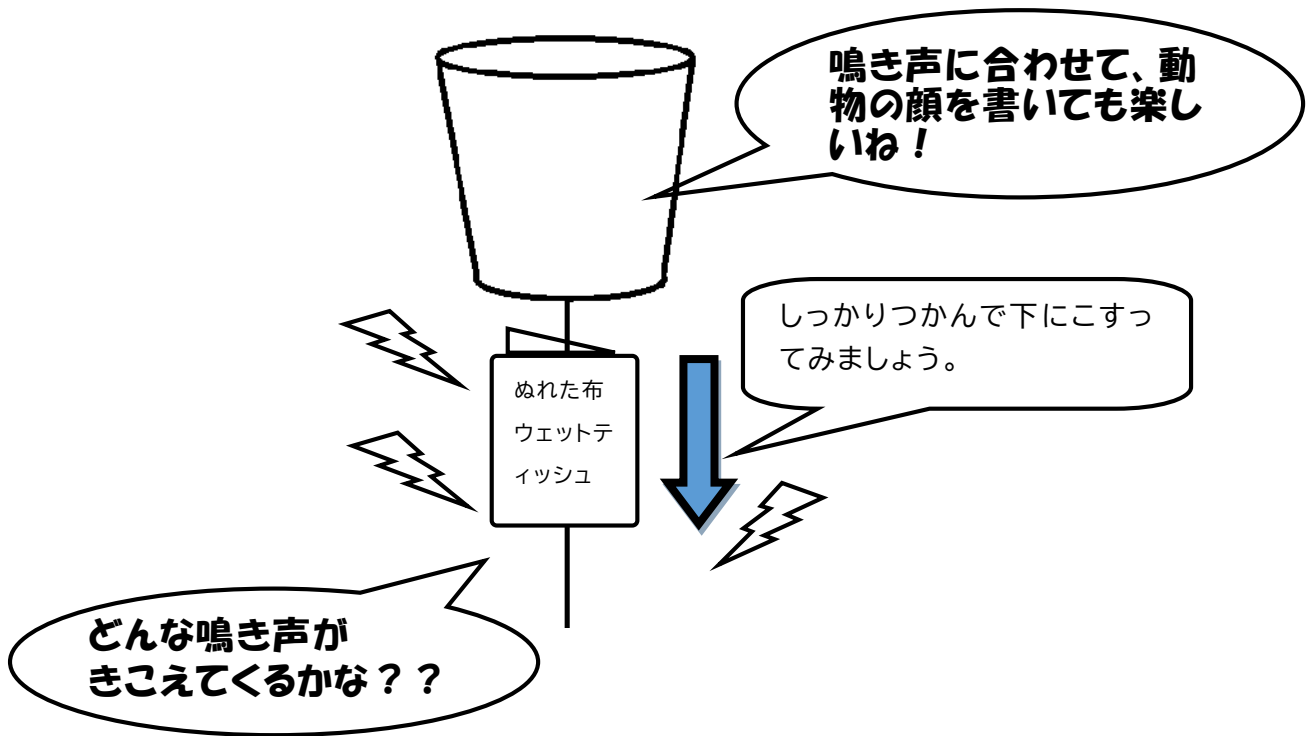 鳴き声に合わせて、動
物の顔を書いても楽し
いね！
しっかりつかんで下にこすっ
てみましょう。
ぬれた布
ウェットテ
ィッシュ
どんな鳴き声が
きこえてくるかな？？